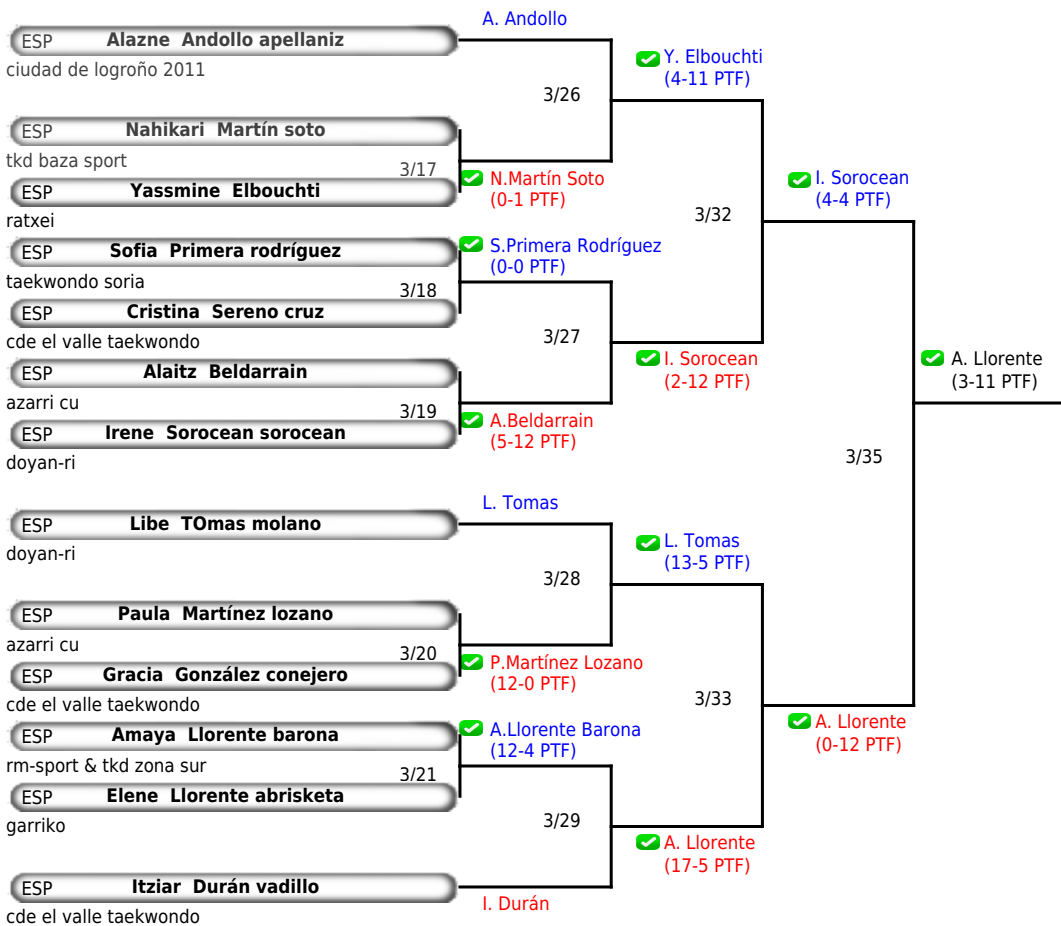 A. Andollo
ESP Alazne Andollo apellaniz
ciudad de logroño 2011
Y. Elbouchti
(4-11 PTF)
3/26
ESP Nahikari Martín soto
tkd baza sport
3/17
N.Martín Soto
(0-1 PTF)
ESP Yassmine Elbouchti
ratxei
I. Sorocean
(4-4 PTF)
3/32
ESP Sofia Primera rodríguez
taekwondo soria
S.Primera Rodríguez
(0-0 PTF)
3/18
ESP Cristina Sereno cruz
cde el valle taekwondo
3/27
I. Sorocean
(2-12 PTF)
A. Llorente
(3-11 PTF)
ESP Alaitz Beldarrain
azarri cu
3/19
A.Beldarrain
(5-12 PTF)
ESP Irene Sorocean sorocean
doyan-ri
3/35
L. Tomas
ESP Libe TOmas molano
doyan-ri
L. Tomas
(13-5 PTF)
3/28
ESP Paula Martínez lozano
azarri cu
3/20
P.Martínez Lozano
(12-0 PTF)
ESP Gracia González conejero
cde el valle taekwondo
3/33
A. Llorente
(0-12 PTF)
ESP Amaya Llorente barona
rm-sport & tkd zona sur
A.Llorente Barona
(12-4 PTF)
3/21
ESP Elene Llorente abrisketa
garriko
3/29
A. Llorente
(17-5 PTF)
ESP Itziar Durán vadillo
cde el valle taekwondo
I. Durán